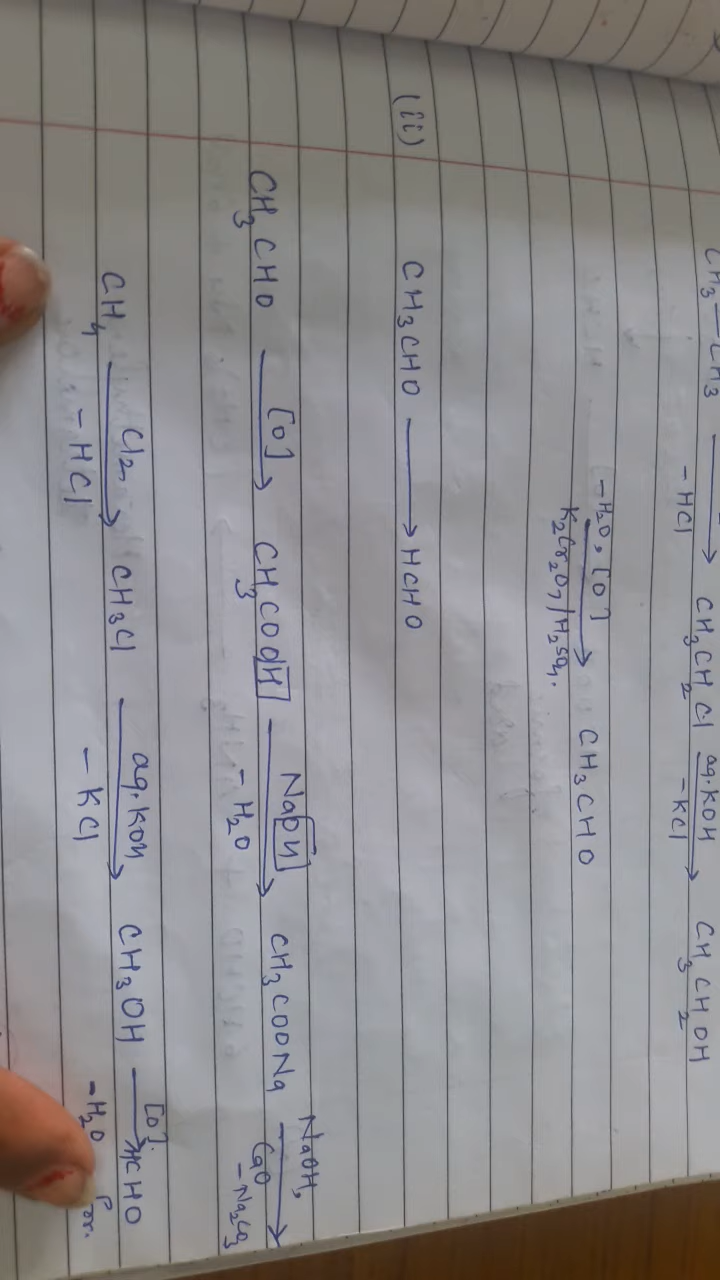 CH3—CH3 ⟶ CH3CH2Cl aq.KOH⟶ CH3CH2OH
-HCl -KCl
-H2O, [O]
⟶ CH3CHO
K2Cr2O7/H2SO4.
(ii) CH3CHO ⟶ HCHO
CH3CHO [O]⟶ CH3COOH NaOH⟶ CH3COONa NaOH,⟶
-H2O CaO
-Na2CO3
CH4 Cl2,⟶ CH3Cl aq.KOH,⟶ CH3OH [O].⟶ HCHO
-HCl -KCl -H2O